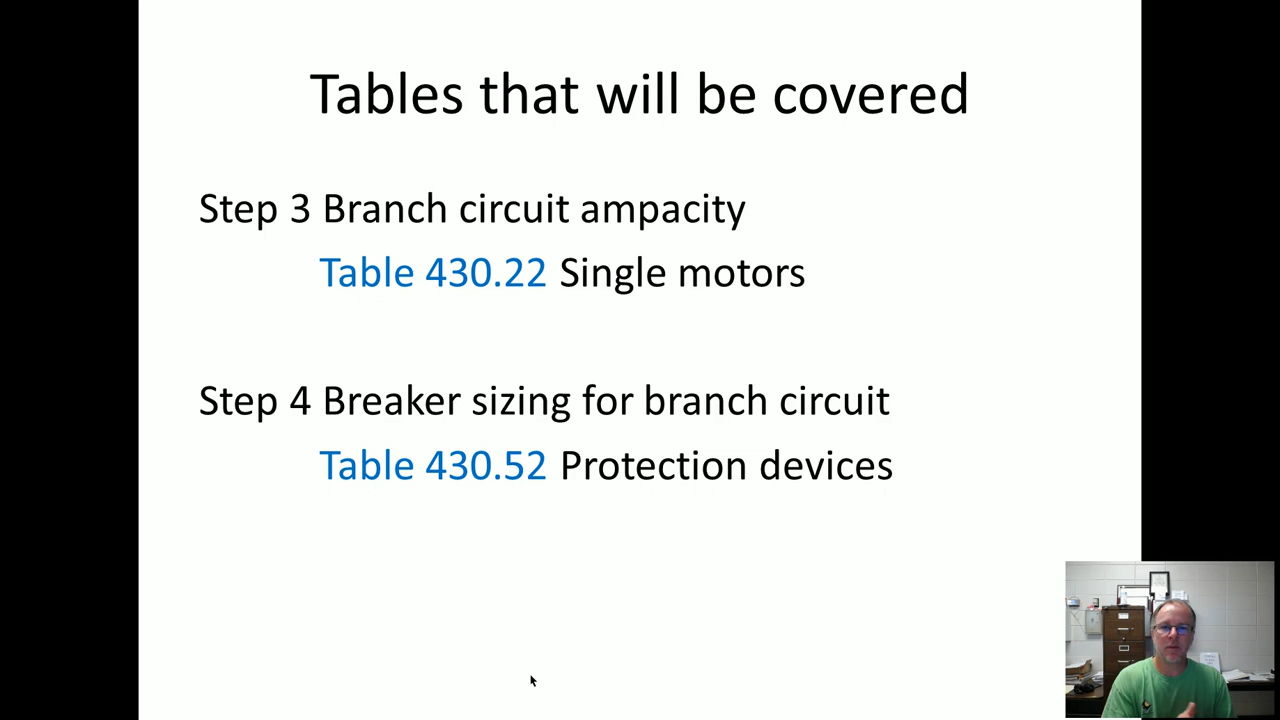 Tables that will be covered
Step 3 Branch circuit ampacity
Table 430.22 Single motors
Step 4 Breaker sizing for branch circuit
Table 430.52 Protection devices